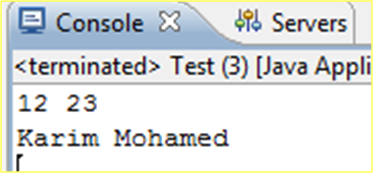 Console Servers
<terminated> Test (3) [Java Appli
12 23
Karim Mohamed